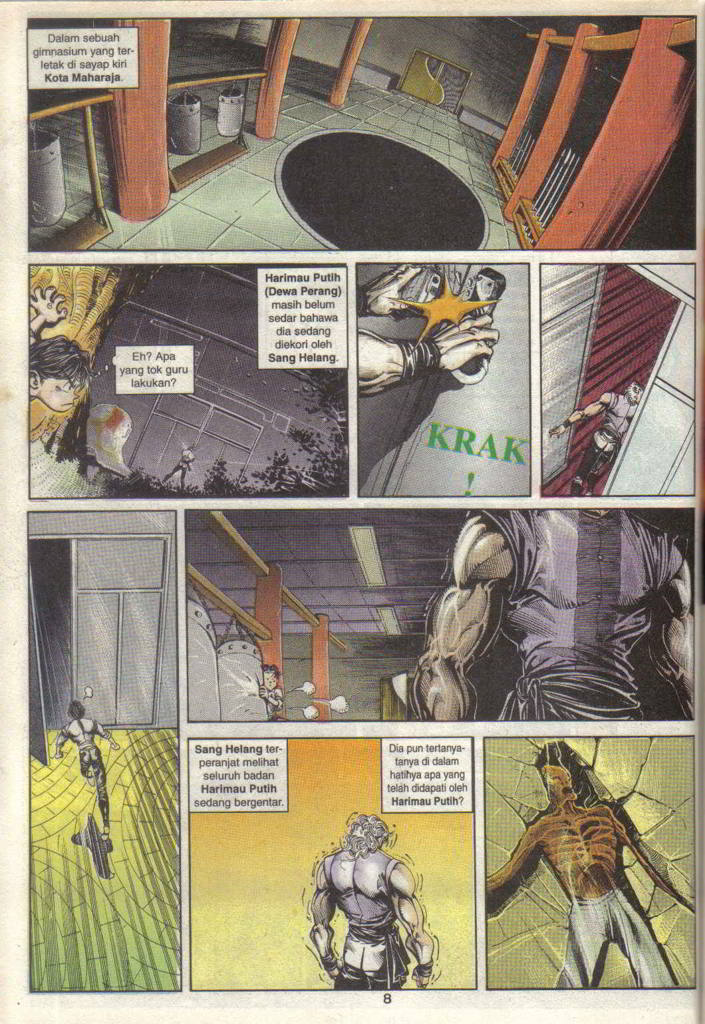 Dalam sebuah
gimnasium yang ter-
letak di sayap kiri
Kota Maharaja.
Harimau Putih
(Dewa Perang)
masih belum
sedar bahawa
dia sedang
diekori oleh
Sang Helang.
Eh? Apa
yang tok guru
lakukan?
KRAK
!
Sang Helang ter-
peranjat melihat
seluruh badan
Harimau Putih
sedang bergentar.
Dia pun tertanya-
tanya di dalam
hatihya apa yang
telah didapati oleh
Harimau Putih?
8